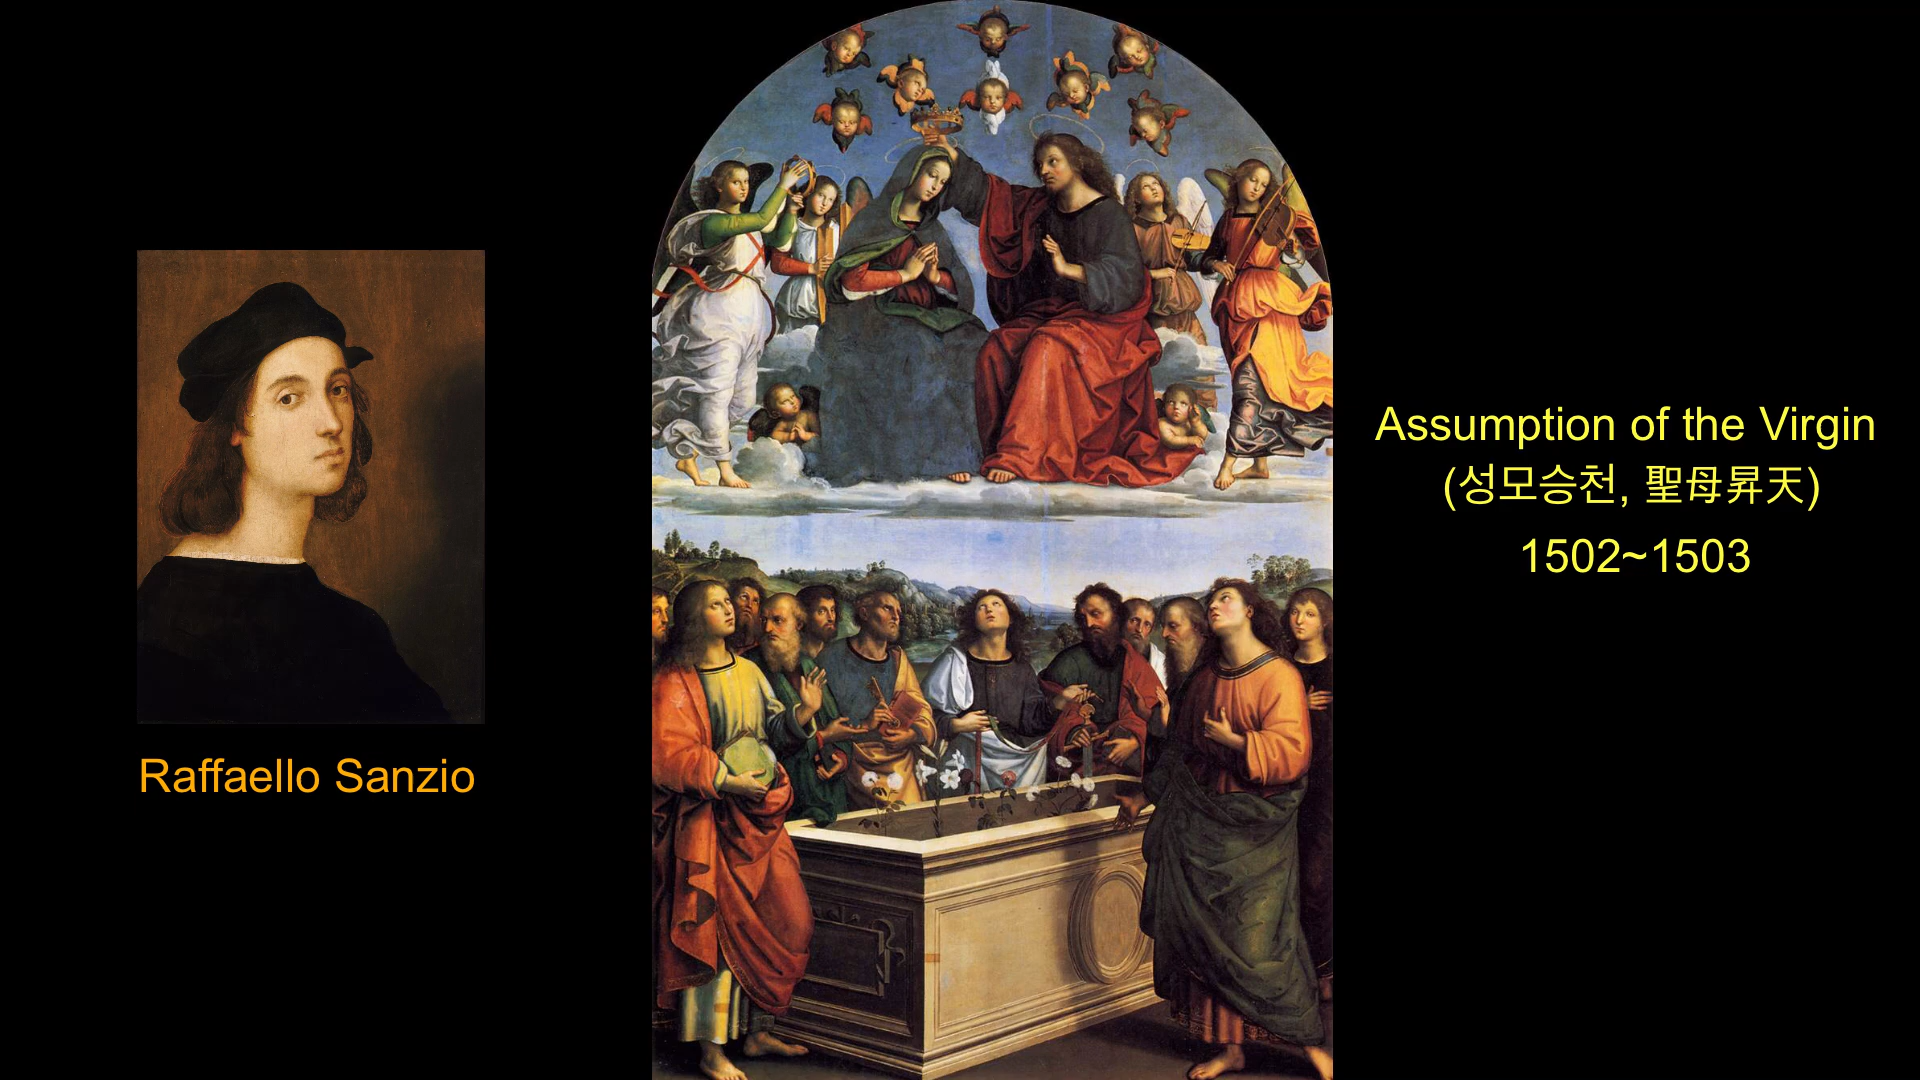 Raffaello Sanzio
Assumption of the Virgin
(성모승천, 聖母昇天)
1502~1503